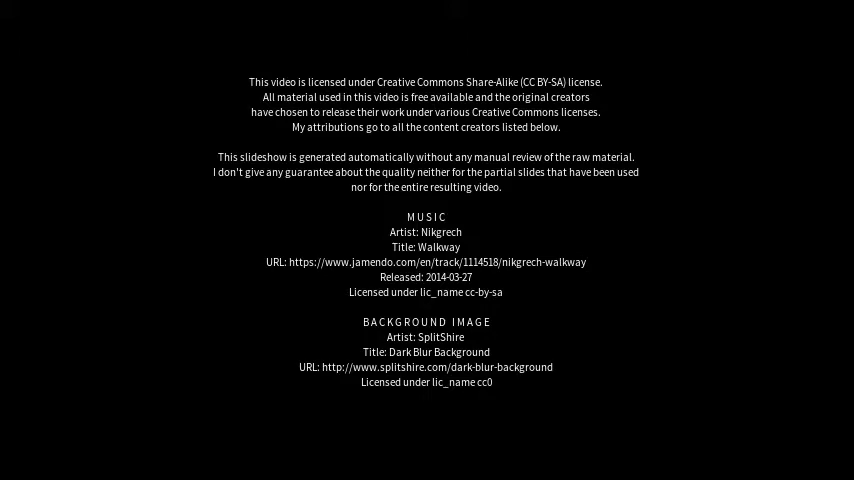 This video is licensed under Creative Commons Share-Alike (CC BY-SA) license.
All material used in this video is free available and the original creators
have chosen to release their work under various Creative Commons licenses.
My attributions go to all the content creators listed below.
This slideshow is generated automatically without any manual review of the raw material.
I don't give any guarantee about the quality neither for the partial slides that have been used
nor for the entire resulting video.
MUSIC
Artist: Nikgrech
Title: Walkway
URL: https://www.jamendo.com/en/track/1114518/nikgrech-walkway
Released: 2014-03-27
Licensed under lic_name cc-by-sa
BACKGROUND IMAGE
Artist: SplitShire
Title: Dark Blur Background
URL: http://www.splitshire.com/dark-blur-background
Licensed under lic_name cc0